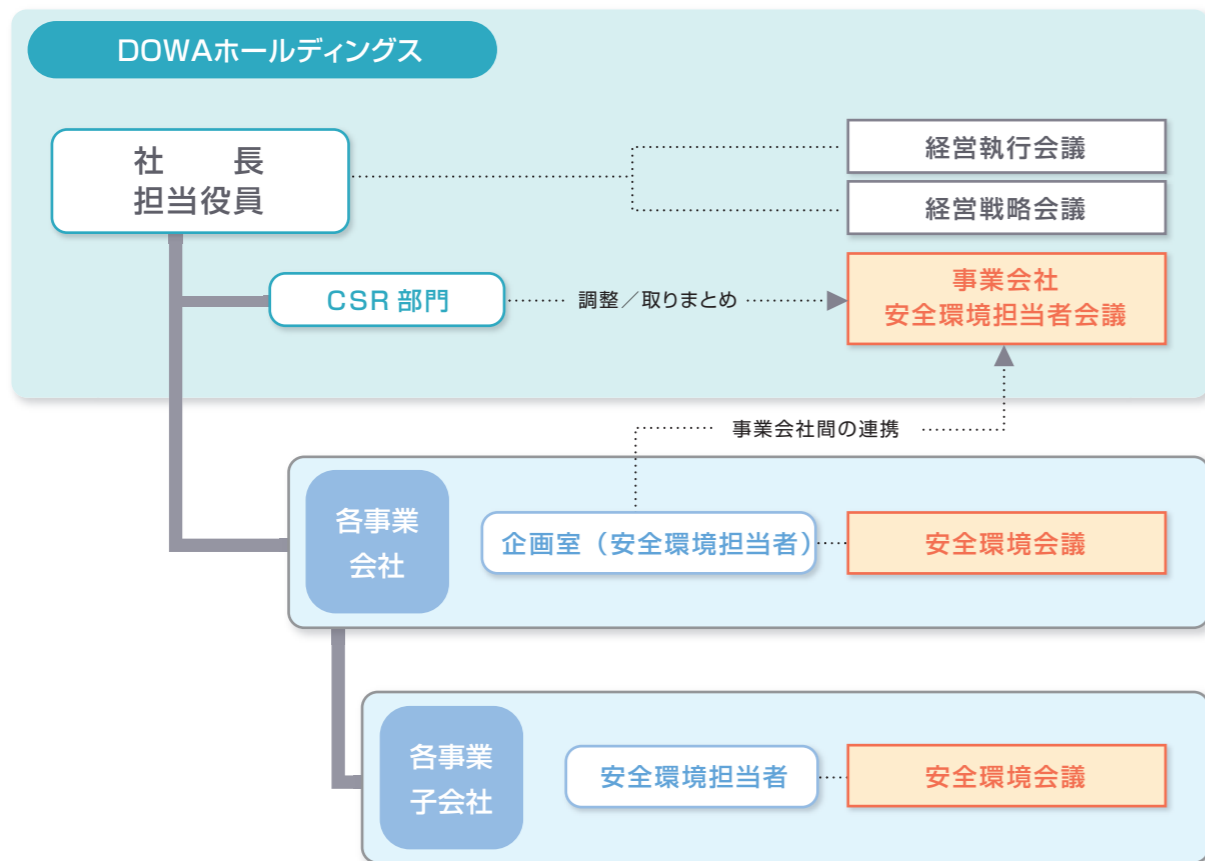 DOWAホールディングス
社　長
担当役員
経営執行会議
経営戦略会議
CSR 部門
調整／取りまとめ
事業会社
安全環境担当者会議
事業会社間の連携
各事業
会社
企画室（安全環境担当者）
安全環境会議
各事業
子会社
安全環境担当者
安全環境会議